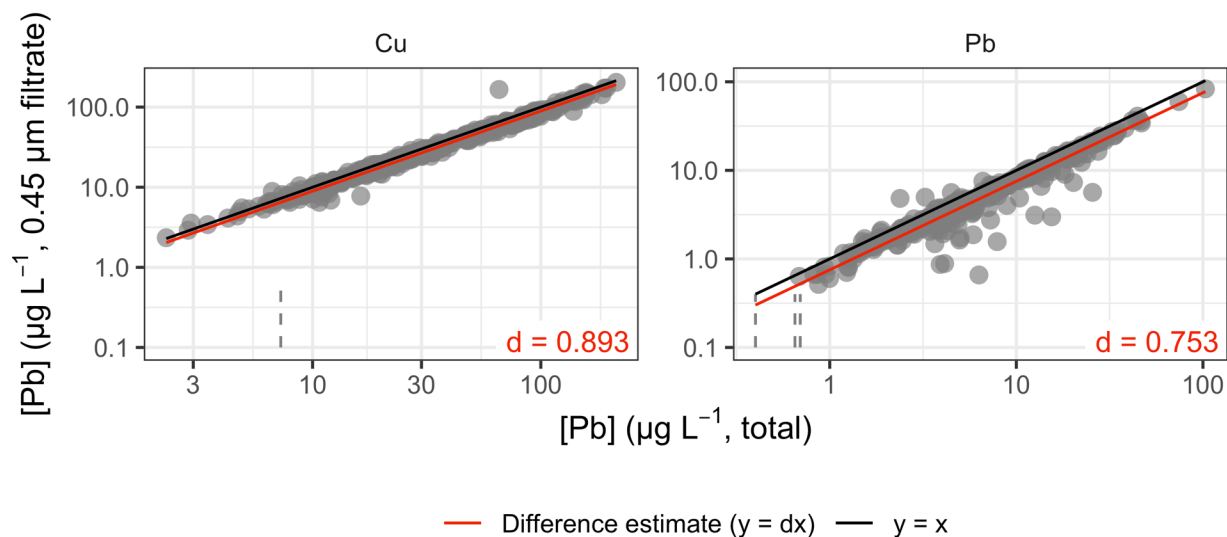 Cu
Pb
[Pb] (µg L⁻¹, 0.45 µm filtrate)
100.0
10.0
1.0
0.1
d = 0.893
3
10
30
100
100.0
10.0
1.0
0.1
d = 0.753
1
10
100
[Pb] (µg L⁻¹, total)
Difference estimate (y = dx)
y = x